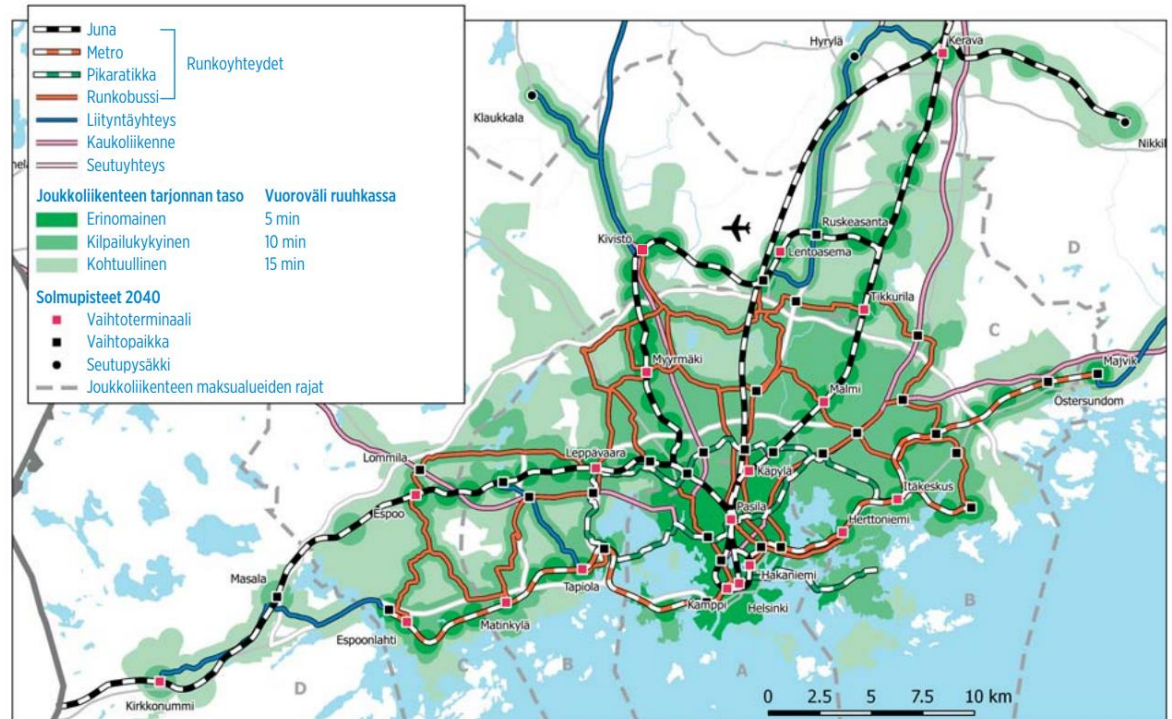 Juna
Metro
Pikaratikka
Runkobussi
Runkoyhteydet
Liityntäyhteys
Kaukoliikenne
Seutuyhteys
Joukkoliikenteen tarjonnan taso Vuoroväli ruuhkassa
Erinomainen 5 min
Kilpailukykyinen 10 min
Kohtuullinen 15 min
Solmupisteet 2040
Vaihtoterminaali
Vaihtopaikka
Seutupysäkki
Joukkoliikenteen maksualueiden rajat
Hyrylä
Kerava
Klaukkala
Nikkil
Ruskeasanta
Kivistö
Lentoasema
D
Tikkurila
C
Myyrmäki
Majvik
Malmi
Östersundom
Leppävaara
Lommila
Käpylä
Itäkeskus
Espoo
Pasila
Herttoniemi
Masala
Tapiola
Hakaniemi
Kamppi
Helsinki
B
Matinkylä
Espoonlahti
C
B
A
D
Kirkkonummi
0 2.5 5 7.5 10 km